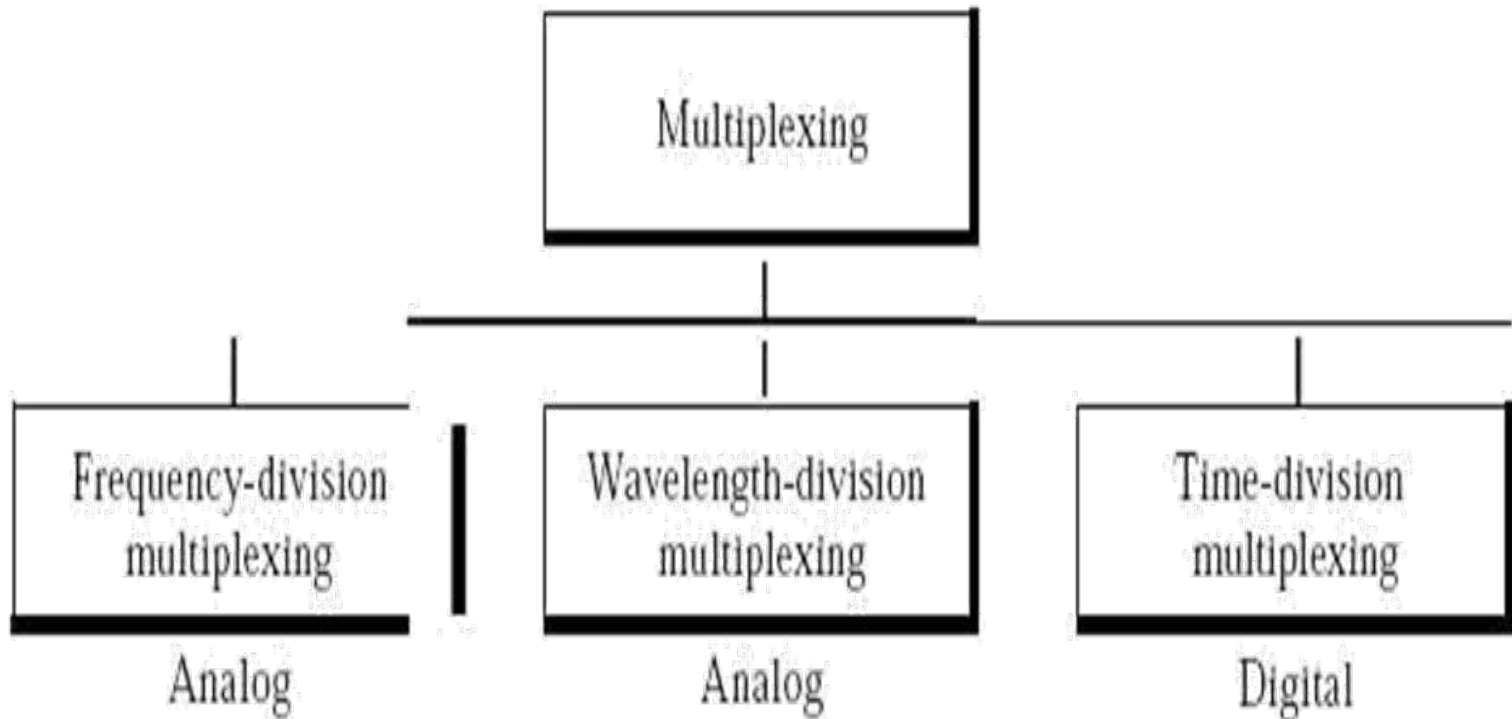 Multiplexing
Frequency-division
multiplexing
Wavelength-division
multiplexing
Time-division
multiplexing
Analog
Analog
Digital